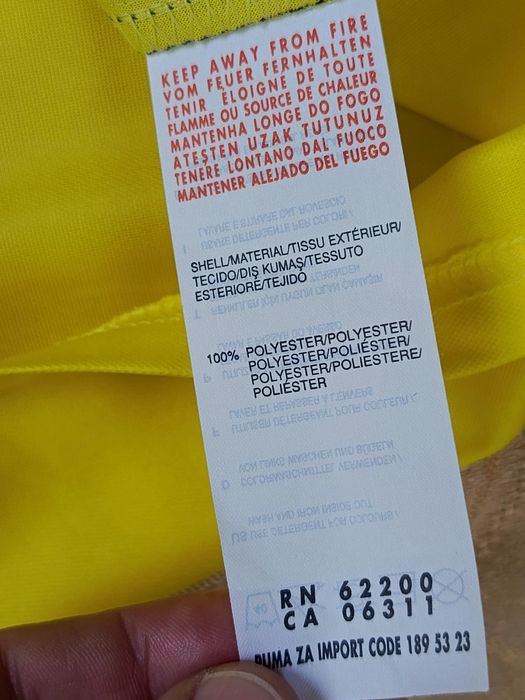 KEEP AWAY FROM FIRE
VOM FEUER FERNHALTEN
TENIR ÉLOIGNE DE TOUTE
FLAMME OU SOURCE DE CHALEUR
MANTENHA LONGE DO FOGO
ATEŞTEN UZAK TUTUNUZ
TENERE LONTANO DAL FUOCO
MANTENER ALEJADO DEL FUEGO
SHELL/MATERIAL/TISSU EXTÉRIEUR/
TECIDO/DIŞ KUMAŞ/TESSUTO
ESTERIORE/TEJIDO
100% POLYESTER/POLYESTER/
POLYESTER/POLIÉSTER/
POLYESTER/POLIESTERE/
POLIÉSTER
RN 62200
CA 06311
PUMA ZA IMPORT CODE 189 53 23